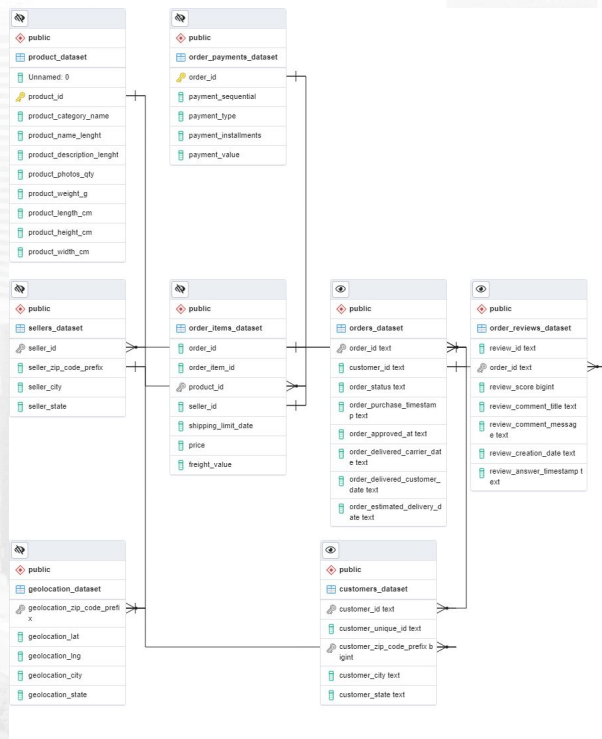 public
product_dataset
Unnamed: 0
product_id
product_category_name
product_name_lenght
product_description_lenght
product_photos_qty
product_weight_g
product_length_cm
product_height_cm
product_width_cm
public
order_payments_dataset
order_id
payment_sequential
payment_type
payment_installments
payment_value
public
sellers_dataset
seller_id
seller_zip_code_prefix
seller_city
seller_state
public
order_items_dataset
order_id
order_item_id
product_id
seller_id
shipping_limit_date
price
freight_value
public
orders_dataset
order_id text
customer_id text
order_status text
order_purchase_timestam
p text
order_approved_at text
order_delivered_carrier_dat
e text
order_delivered_customer_
date text
order_estimated_delivery_d
ate text
public
order_reviews_dataset
review_id text
order_id text
review_score bigint
review_comment_title text
review_comment_messag
e text
review_creation_date text
review_answer_timestamp t
ext
public
geolocation_dataset
geolocation_zip_code_prefi
x
geolocation_lat
geolocation_lng
geolocation_city
geolocation_state
public
customers_dataset
customer_id text
customer_unique_id text
customer_zip_code_prefix b
igint
customer_city text
customer_state text